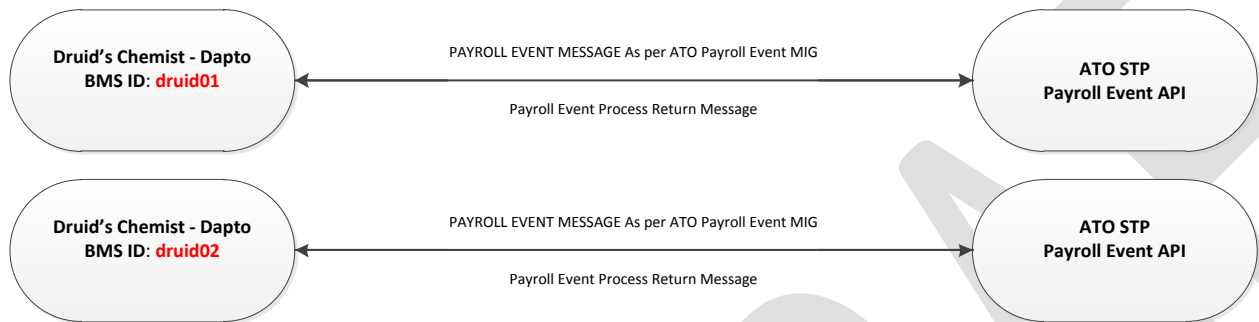 Druid's Chemist - Dapto
BMS ID: druid01
PAYROLL EVENT MESSAGE As per ATO Payroll Event MIG
Payroll Event Process Return Message
ATO STP
Payroll Event API
Druid's Chemist - Dapto
BMS ID: druid02
PAYROLL EVENT MESSAGE As per ATO Payroll Event MIG
Payroll Event Process Return Message
ATO STP
Payroll Event API